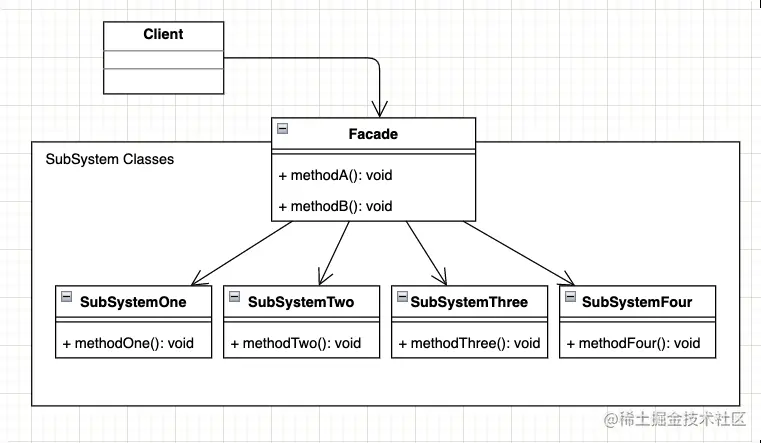 Client
Facade
SubSystem Classes
+ methodA(): void
+ methodB(): void
SubSystemOne
+ methodOne(): void
SubSystemTwo
+ methodTwo(): void
SubSystemThree
+ methodThree(): void
SubSystemFour
+ methodFour(): void
@稀土掘金技术社区